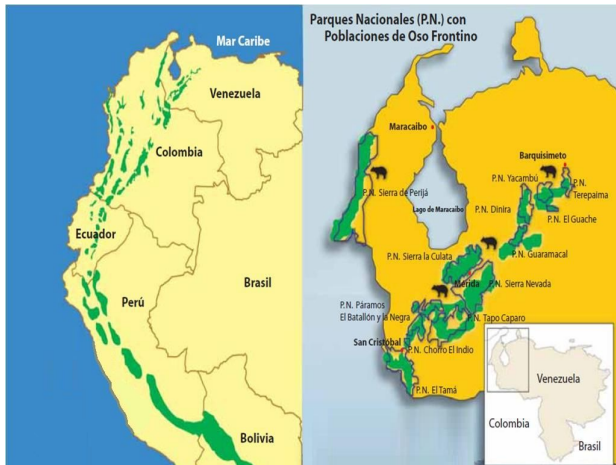 Mar Caribe
Venezuela
Colombia
Ecuador
Perú
Brasil
Bolivia
Parques Nacionales (P.N.) con
Poblaciones de Oso Frontino
Maracaibo
Barquisimeto
P.N. Yacambú
P.N.
Terepaima
P.N. Sierra de Perijá
Lago de Maracaibo
P.N. Dinira
P.N. El Guache
P.N. Sierra la Culata
P.N. Guaramacal
Mérida
P.N. Sierra Nevada
P.N. Páramos
El Batallón y la Negra
P.N. Tapo Caparo
San Cristóbal
P.N. Chorro El Indio
P.N. El Tamá
Venezuela
Colombia
Brasil